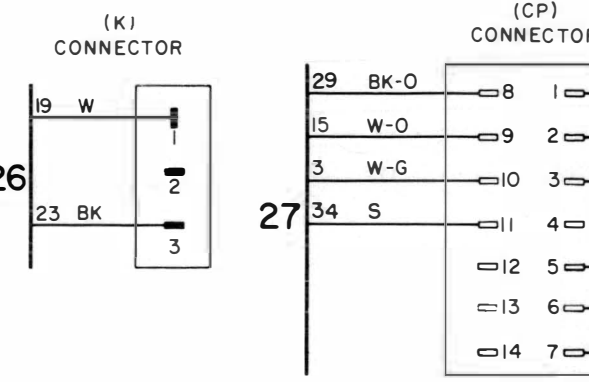 (K)
CONNECTOR
19 W
1
2
26
23 BK
3
(CP)
CONNECTOR
29 BK-O
8 1
15 W-O
9 2
3 W-G
10 3
27
34 S
11 4
12 5
13 6
14 7